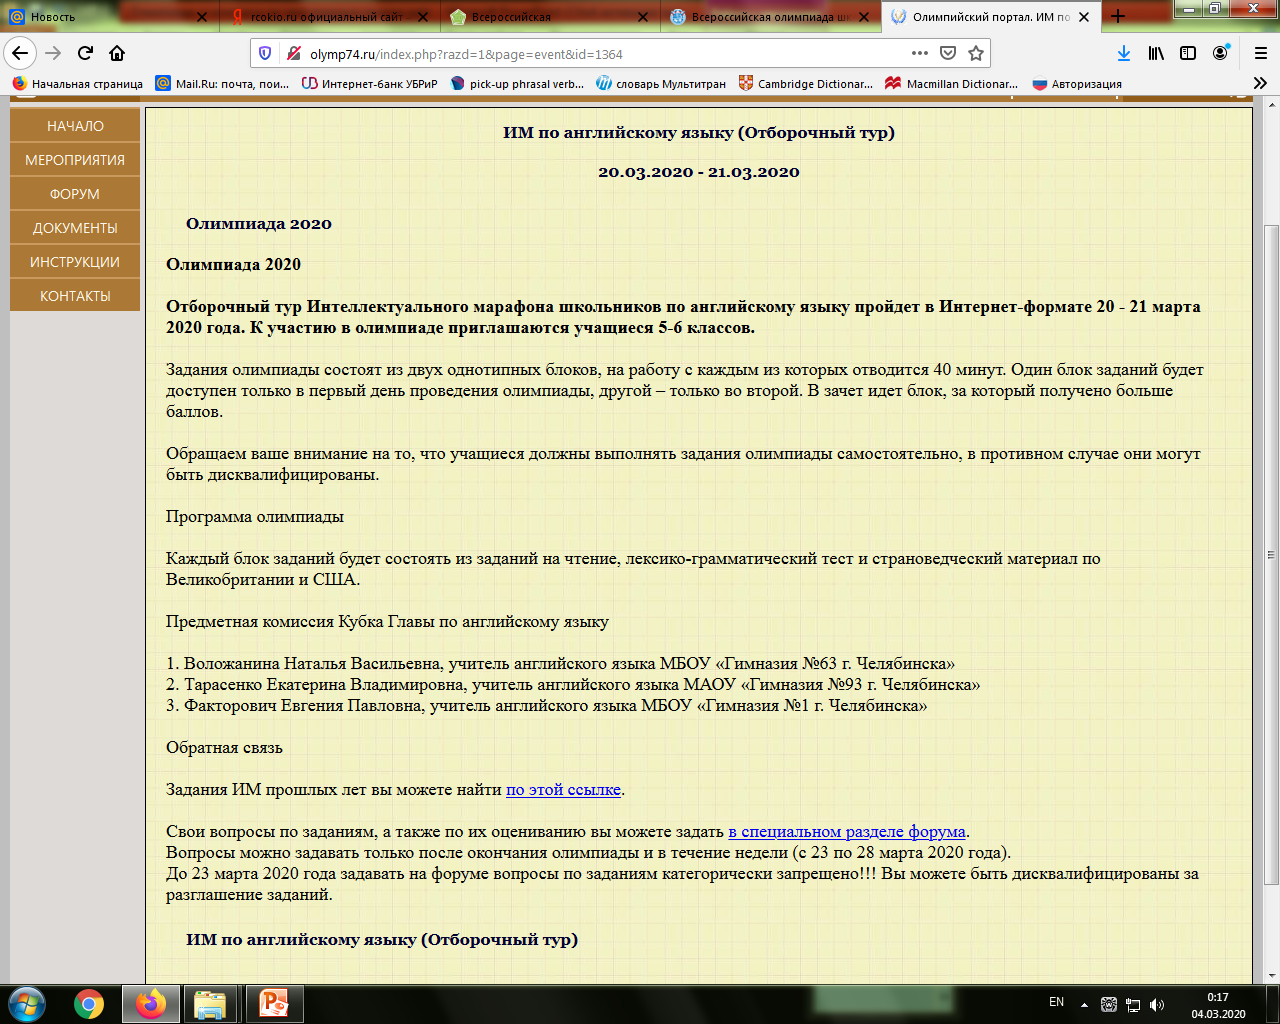 Новость
rcokio.ru официальный сайт
Всероссийская
Всероссийская олимпиада шк
Олимпийский портал. ИМ по
olymp74.ru/index.php?razd=1&page=event&id=1364
Начальная страница
Mail.Ru: почта, пои...
Интернет-банк УБРиР
pick-up phrasal verb...
словарь Мультитран
Cambridge Dictionar...
Macmillan Dictionar...
Авторизация
НАЧАЛО
МЕРОПРИЯТИЯ
ФОРУМ
ДОКУМЕНТЫ
ИНСТРУКЦИИ
КОНТАКТЫ
ИМ по английскому языку (Отборочный тур)
20.03.2020 - 21.03.2020
Олимпиада 2020
Олимпиада 2020
Отборочный тур Интеллектуального марафона школьников по английскому языку пройдет в Интернет-формате 20 - 21 марта
2020 года. К участию в олимпиаде приглашаются учащиеся 5-6 классов.
Задания олимпиады состоят из двух однотипных блоков, на работу с каждым из которых отводится 40 минут. Один блок заданий будет
доступен только в первый день проведения олимпиады, другой – только во второй. В зачет идет блок, за который получено больше
баллов.
Обращаем ваше внимание на то, что учащиеся должны выполнять задания олимпиады самостоятельно, в противном случае они могут
быть дисквалифицированы.
Программа олимпиады
Каждый блок заданий будет состоять из заданий на чтение, лексико-грамматический тест и страноведческий материал по
Великобритании и США.
Предметная комиссия Кубка Главы по английскому языку
1. Воложанина Наталья Васильевна, учитель английского языка МБОУ «Гимназия №63 г. Челябинска»
2. Тарасенко Екатерина Владимировна, учитель английского языка МАОУ «Гимназия №93 г. Челябинска»
3. Факторович Евгения Павловна, учитель английского языка МБОУ «Гимназия №1 г. Челябинска»
Обратная связь
Задания ИМ прошлых лет вы можете найти по этой ссылке.
Свои вопросы по заданиям, а также по их оцениванию вы можете задать в специальном разделе форума.
Вопросы можно задавать только после окончания олимпиады и в течение недели (с 23 по 28 марта 2020 года).
До 23 марта 2020 года задавать на форуме вопросы по заданиям категорически запрещено!!! Вы можете быть дисквалифицированы за
разглашение заданий.
ИМ по английскому языку (Отборочный тур)
EN
0:17
04.03.2020